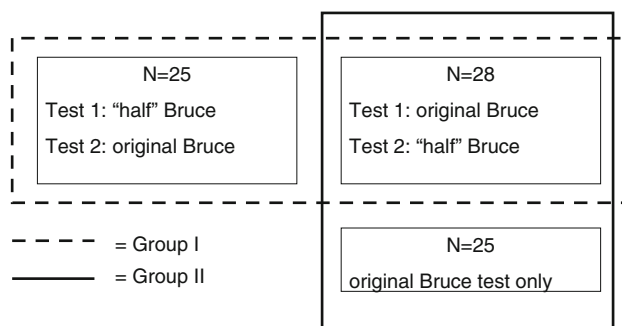 N=25
Test 1: “half” Bruce
Test 2: original Bruce
N=28
Test 1: original Bruce
Test 2: “half” Bruce
= Group I
= Group II
N=25
original Bruce test only